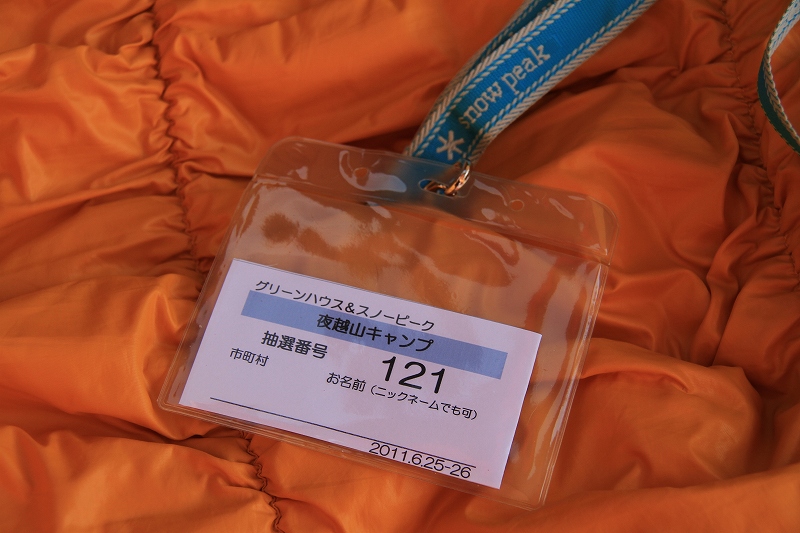 snow peak
グリーンハウス&スノーピーク
夜越山キャンプ
抽選番号 121
市町村
お名前（ニックネームでも可）
2011.6.25-26